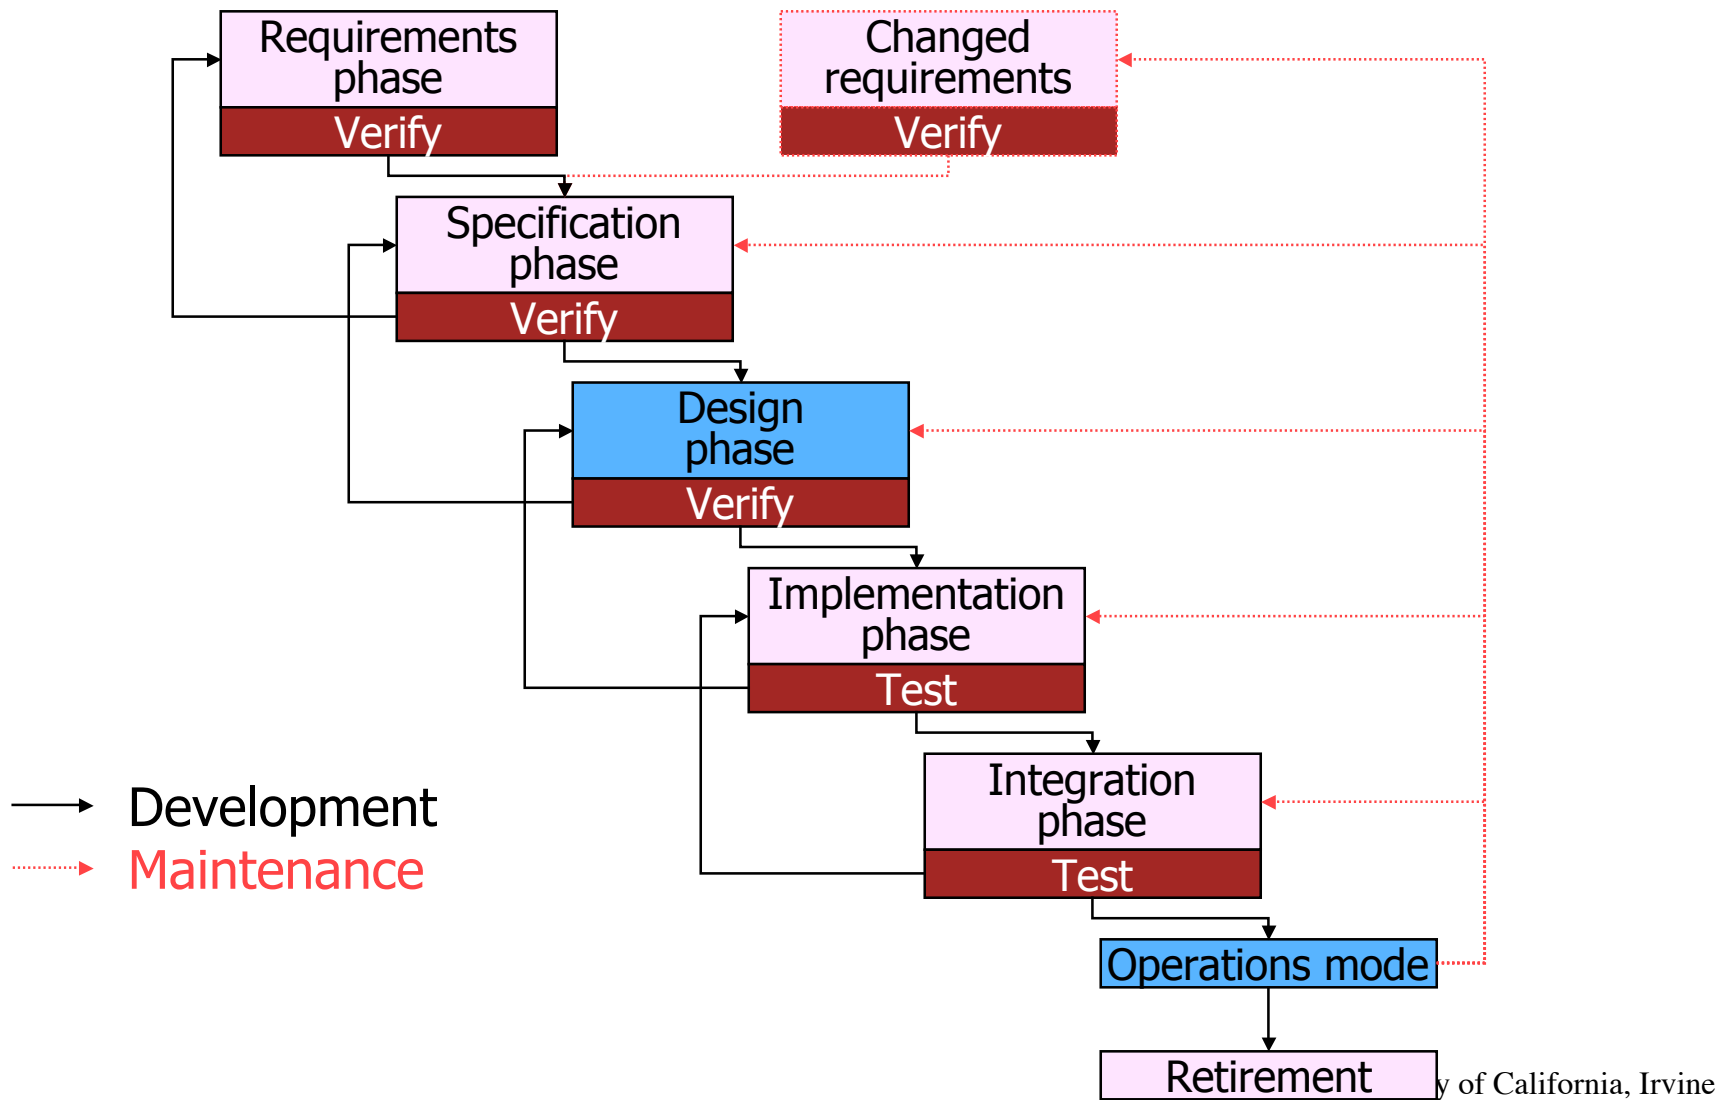 Requirements
phase
Verify
Changed
requirements
Verify
Specification
phase
Verify
Design
phase
Verify
Implementation
phase
Test
Integration
phase
Test
Development
Maintenance
Operations mode
Retirement
of California, Irvine